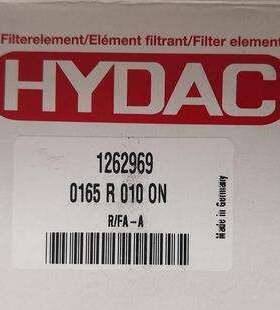 Filterelement/Elément filtrant/Filter element
HYDAC
1262969
0165 R 010 ON
R/FA-A
Made in Germany